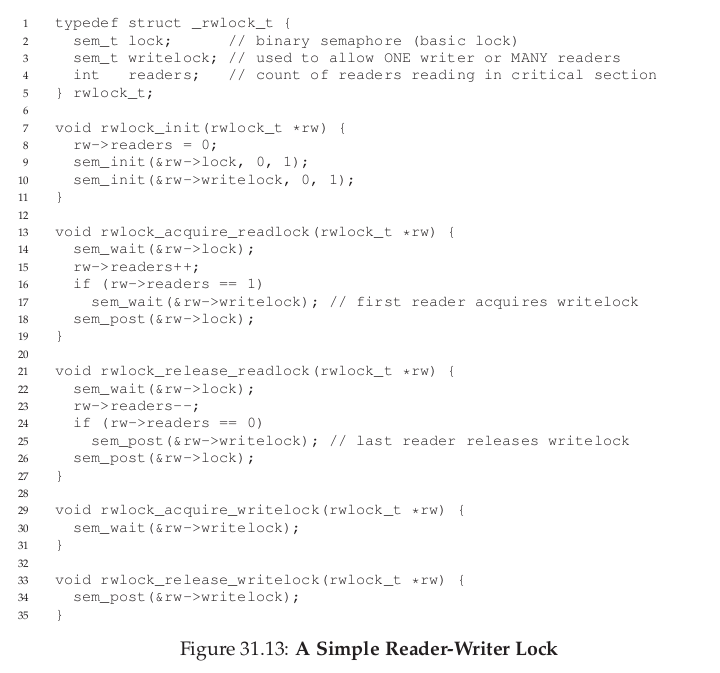 1 typedef struct _rwlock_t {
2 sem_t lock; // binary semaphore (basic lock)
3 sem_t writelock; // used to allow ONE writer or MANY readers
4 int readers; // count of readers reading in critical section
5 } rwlock_t;
6
7 void rwlock_init(rwlock_t *rw) {
8 rw->readers = 0;
9 sem_init(&rw->lock, 0, 1);
10 sem_init(&rw->writelock, 0, 1);
11 }
12
13 void rwlock_acquire_readlock(rwlock_t *rw) {
14 sem_wait(&rw->lock);
15 rw->readers++;
16 if (rw->readers == 1)
17 sem_wait(&rw->writelock); // first reader acquires writelock
18 sem_post(&rw->lock);
19 }
20
21 void rwlock_release_readlock(rwlock_t *rw) {
22 sem_wait(&rw->lock);
23 rw->readers--;
24 if (rw->readers == 0)
25 sem_post(&rw->writelock); // last reader releases writelock
26 sem_post(&rw->lock);
27 }
28
29 void rwlock_acquire_writelock(rwlock_t *rw) {
30 sem_wait(&rw->writelock);
31 }
32
33 void rwlock_release_writelock(rwlock_t *rw) {
34 sem_post(&rw->writelock);
35 }
Figure 31.13: A Simple Reader-Writer Lock